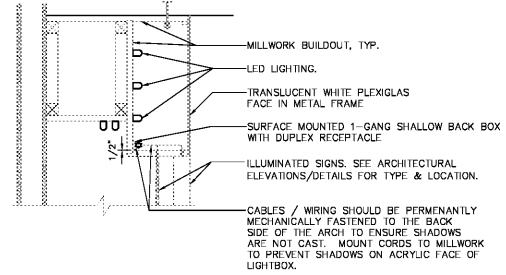 MILLWORK BUILDOUT, TYP.
LED LIGHTING.
TRANSLUCENT WHITE PLEXIGLAS
FACE IN METAL FRAME
SURFACE MOUNTED 1-GANG SHALLOW BACK BOX
WITH DUPLEX RECEPTACLE
1/2"
ILLUMINATED SIGNS. SEE ARCHITECTURAL
ELEVATIONS/DETAILS FOR TYPE & LOCATION.
CABLES / WIRING SHOULD BE PERMENANTLY
MECHANICALLY FASTENED TO THE BACK
SIDE OF THE ARCH TO ENSURE SHADOWS
ARE NOT CAST. MOUNT CORDS TO MILLWORK
TO PREVENT SHADOWS ON ACRYLIC FACE OF
LIGHTBOX.